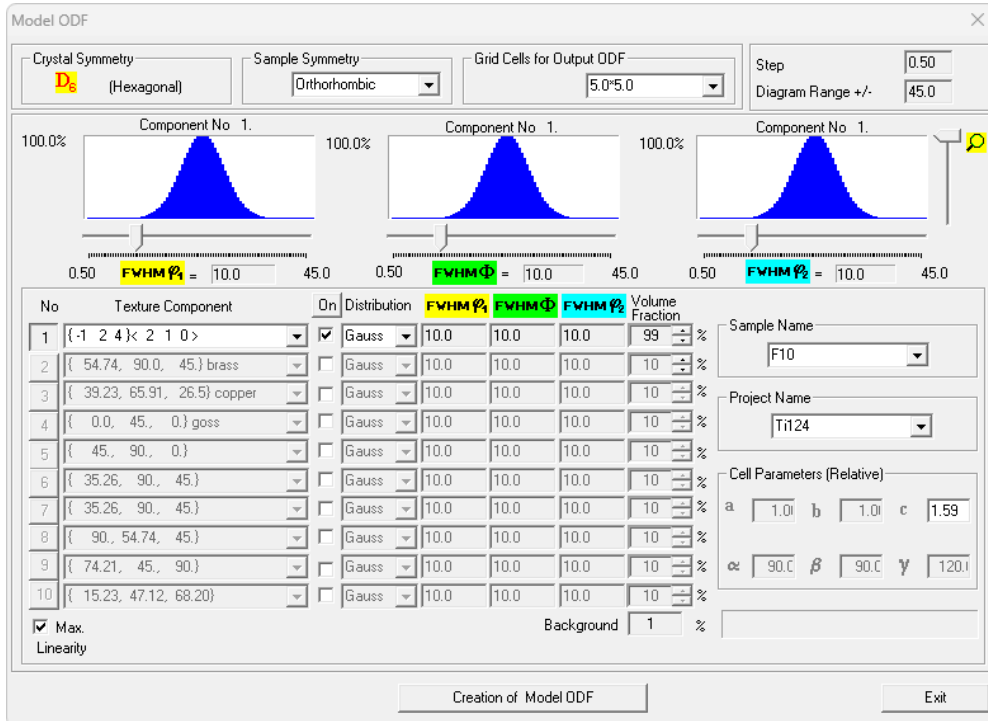 Model ODF
Crystal Symmetry
D6 (Hexagonal)
Sample Symmetry
Orthorhombic
Grid Cells for Output ODF
5.0*5.0
Step 0.50
Diagram Range +/- 45.0
Component No 1. Component No 1. Component No 1.
100.0% 100.0% 100.0%
0.50 FWHM φ1 = 10.0 45.0 0.50 FWHM Φ = 10.0 45.0 0.50 FWHM φ2 = 10.0 45.0
No Texture Component On Distribution FWHM φ1 FWHM Φ FWHM φ2 Volume Fraction
1 {-1 2 4}< 2 1 0> Gauss 10.0 10.0 10.0 99 %
2 { 54.74, 90.0, 45.} brass Gauss 10.0 10.0 10.0 10 %
3 { 39.23, 65.91, 26.5} copper Gauss 10.0 10.0 10.0 10 %
4 { 0.0, 45., 0.} goss Gauss 10.0 10.0 10.0 10 %
5 { 45., 90., 0.} Gauss 10.0 10.0 10.0 10 %
6 { 35.26, 90., 45.} Gauss 10.0 10.0 10.0 10 %
7 { 35.26, 90., 45.} Gauss 10.0 10.0 10.0 10 %
8 { 90., 54.74, 45.} Gauss 10.0 10.0 10.0 10 %
9 { 74.21, 45., 90.} Gauss 10.0 10.0 10.0 10 %
10 { 15.23, 47.12, 68.20} Gauss 10.0 10.0 10.0 10 %
Max.
Linearity
Background 1 %
Sample Name
F10
Project Name
Ti124
Cell Parameters (Relative)
a b c 1.59
α β γ
Creation of Model ODF
Exit